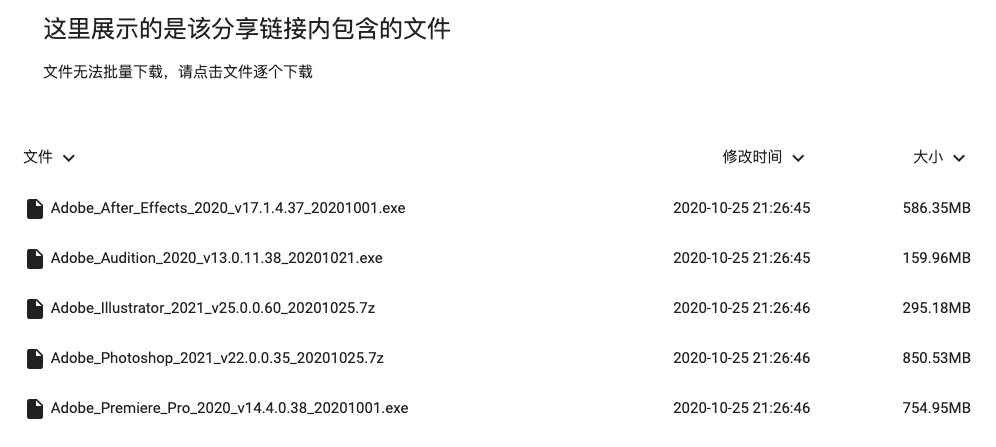 这里展示的是该分享链接内包含的文件
文件无法批量下载，请点击文件逐个下载
文件 修改时间 大小
Adobe_After_Effects_2020_v17.1.4.37_20201001.exe 2020-10-25 21:26:45 586.35MB
Adobe_Audition_2020_v13.0.11.38_20201021.exe 2020-10-25 21:26:45 159.96MB
Adobe_Illustrator_2021_v25.0.0.60_20201025.7z 2020-10-25 21:26:46 295.18MB
Adobe_Photoshop_2021_v22.0.0.35_20201025.7z 2020-10-25 21:26:46 850.53MB
Adobe_Premiere_Pro_2020_v14.4.0.38_20201001.exe 2020-10-25 21:26:46 754.95MB